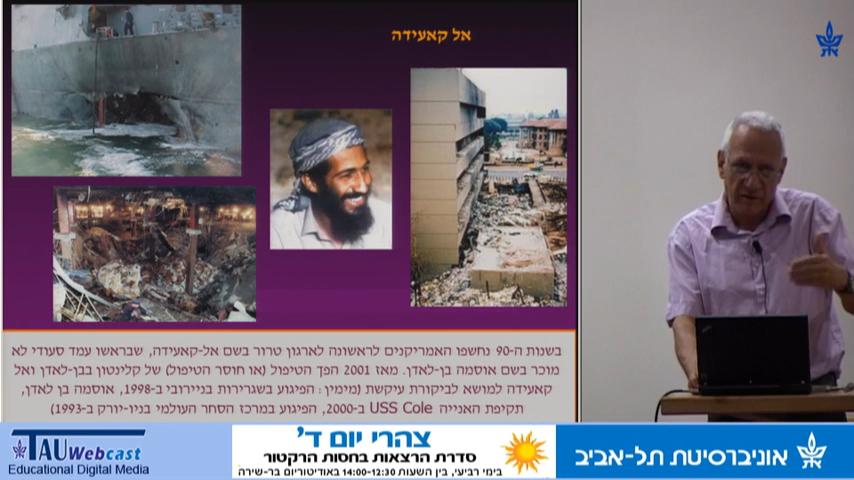 אל קאעידה
בשנות ה-90 נחשפו האמריקנים לראשונה לארגון טרור בשם אל-קאעידה, שבראשו עמד סעודי לא
מוכר בשם אוסמה בן-לאדן. מאז 2001 הפך הטיפול (או חוסר הטיפול) של קלינטון בבן-לאדן ואל
קאעידה למושא לביקורת עיקשת (מימין: הפיגוע בשגרירות בניירובי ב-1998, אוסמה בן לאדן,
תקיפת האנייה USS Cole ב-2000, הפיגוע במרכז הסחר העולמי בניו-יורק ב-1993)
אוניברסיטת תל-אביב
צהרי יום ד'
סדרת הרצאות בחסות הרקטור
בימי רביעי, בין השעות 14:00-12:30 באודיטוריום בר-שירה
TAU Webcast
Educational Digital Media